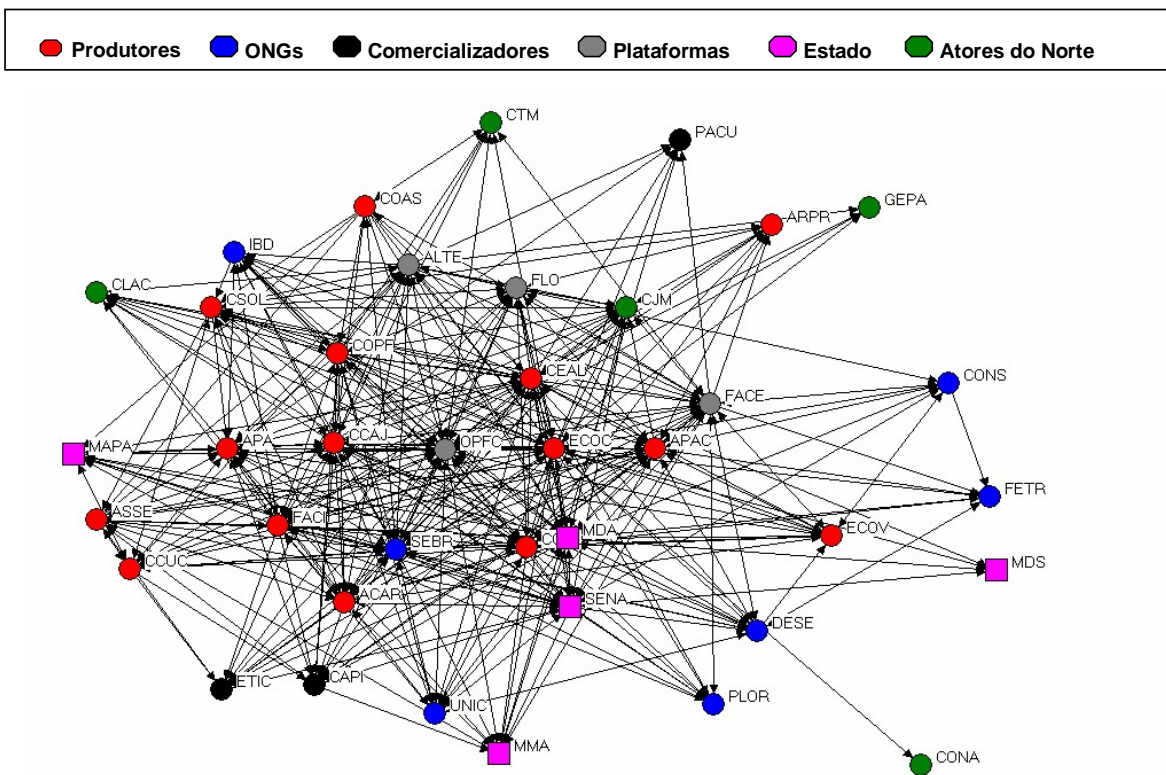 Produtores ONGs Comercializadores Plataformas Estado Atores do Norte
CTM
PACU
COAS
GEPA
ARPR
IBD
ALTE
FLO
CLAC
CSOL
CJM
COPF
CEAL
CONS
FACE
MAPA
APA
CCAJ
OPFC
ECOC
APAC
FETR
ASSE
FACI
MDA
ECOV
SEBR
CCUC
MDS
ACAR
SENA
DESE
ETIC
CAPI
UNIC
PLOR
MMA
CONA